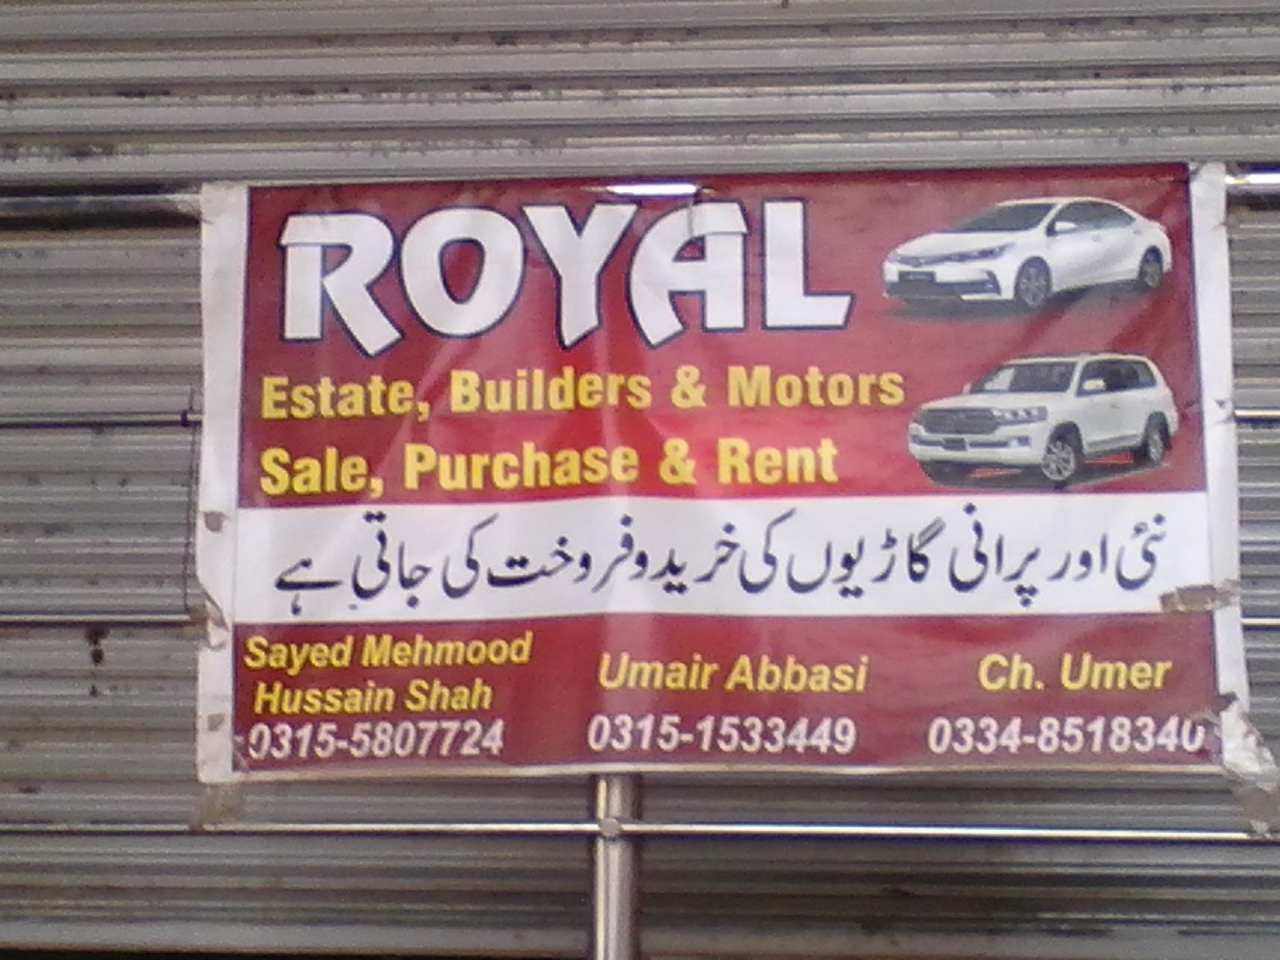 ROYAL
Estate, Builders & Motors
Sale, Purchase & Rent
نئی اور پرانی گاڑیوں کی خرید و فروخت کی جاتی ہے
Sayed Mehmood
Hussain Shah
0315-5807724
Umair Abbasi
0315-1533449
Ch. Umer
0334-8518340